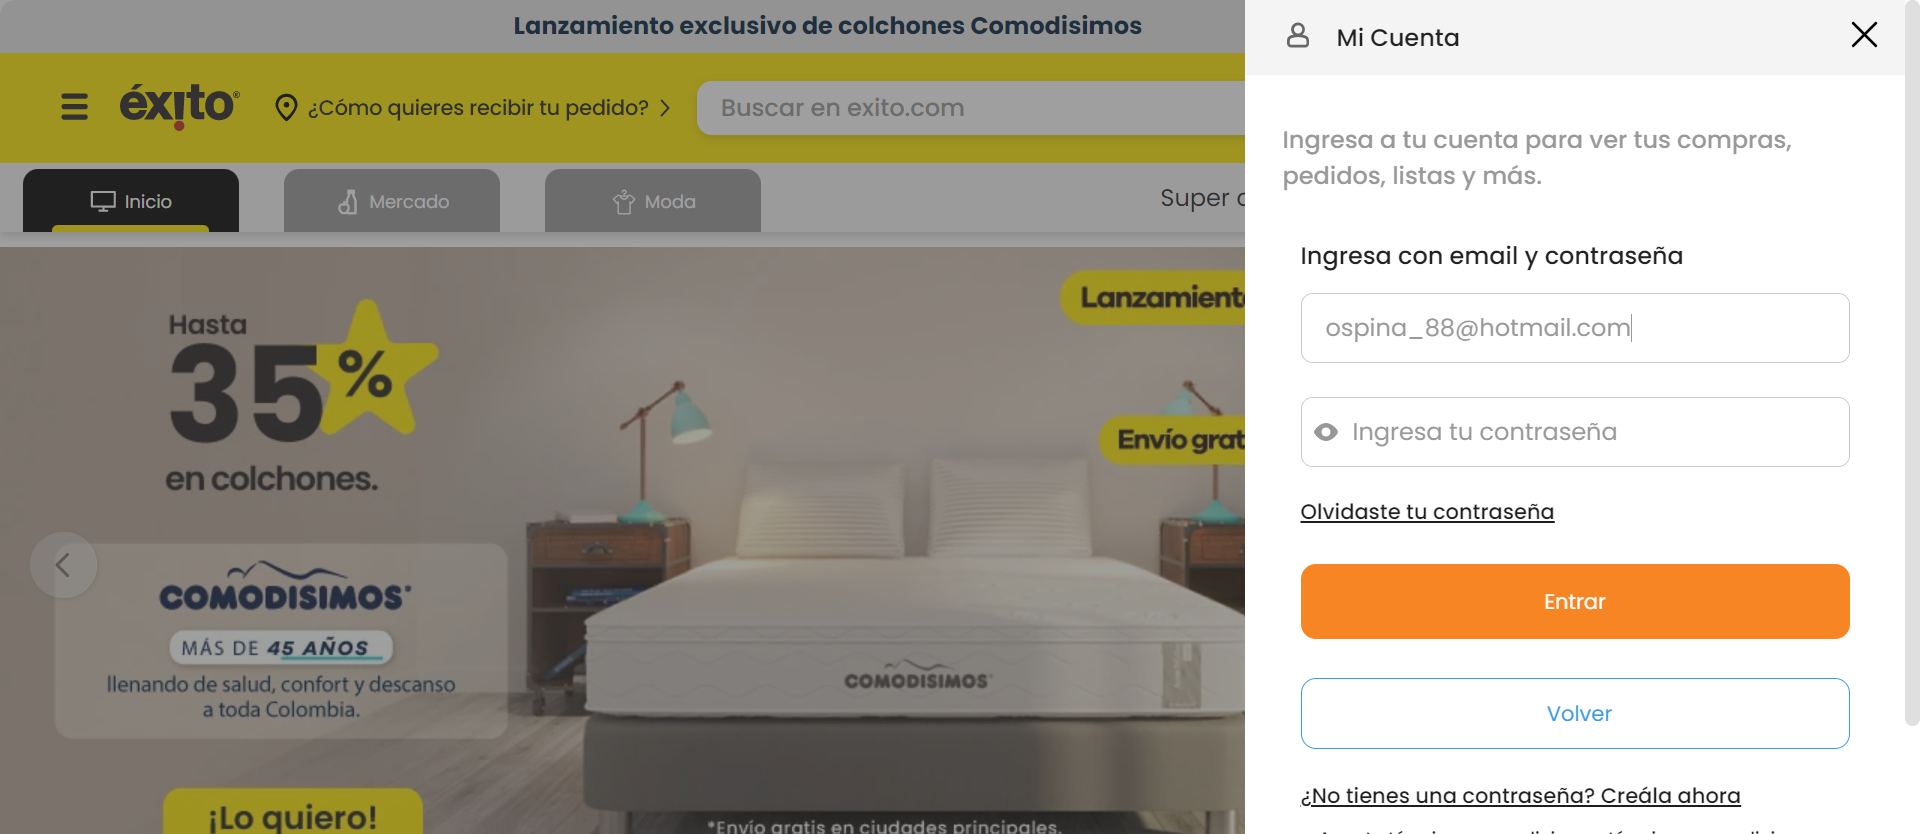 Lanzamiento exclusivo de colchones Comodisimos
éxito®
¿Cómo quieres recibir tu pedido?
Buscar en exito.com
Inicio
Mercado
Moda
Super
Hasta
35%
en colchones.
COMODISIMOS
MÁS DE 45 AÑOS
llenando de salud, confort y descanso
a toda Colombia.
¡Lo quiero!
Lanzamiento
Envío grat
COMODISIMOS
*Envío gratis en ciudades principales.
Mi Cuenta
Ingresa a tu cuenta para ver tus compras,
pedidos, listas y más.
Ingresa con email y contraseña
ospina_88@hotmail.com
Ingresa tu contraseña
Olvidaste tu contraseña
Entrar
Volver
¿No tienes una contraseña? Creála ahora